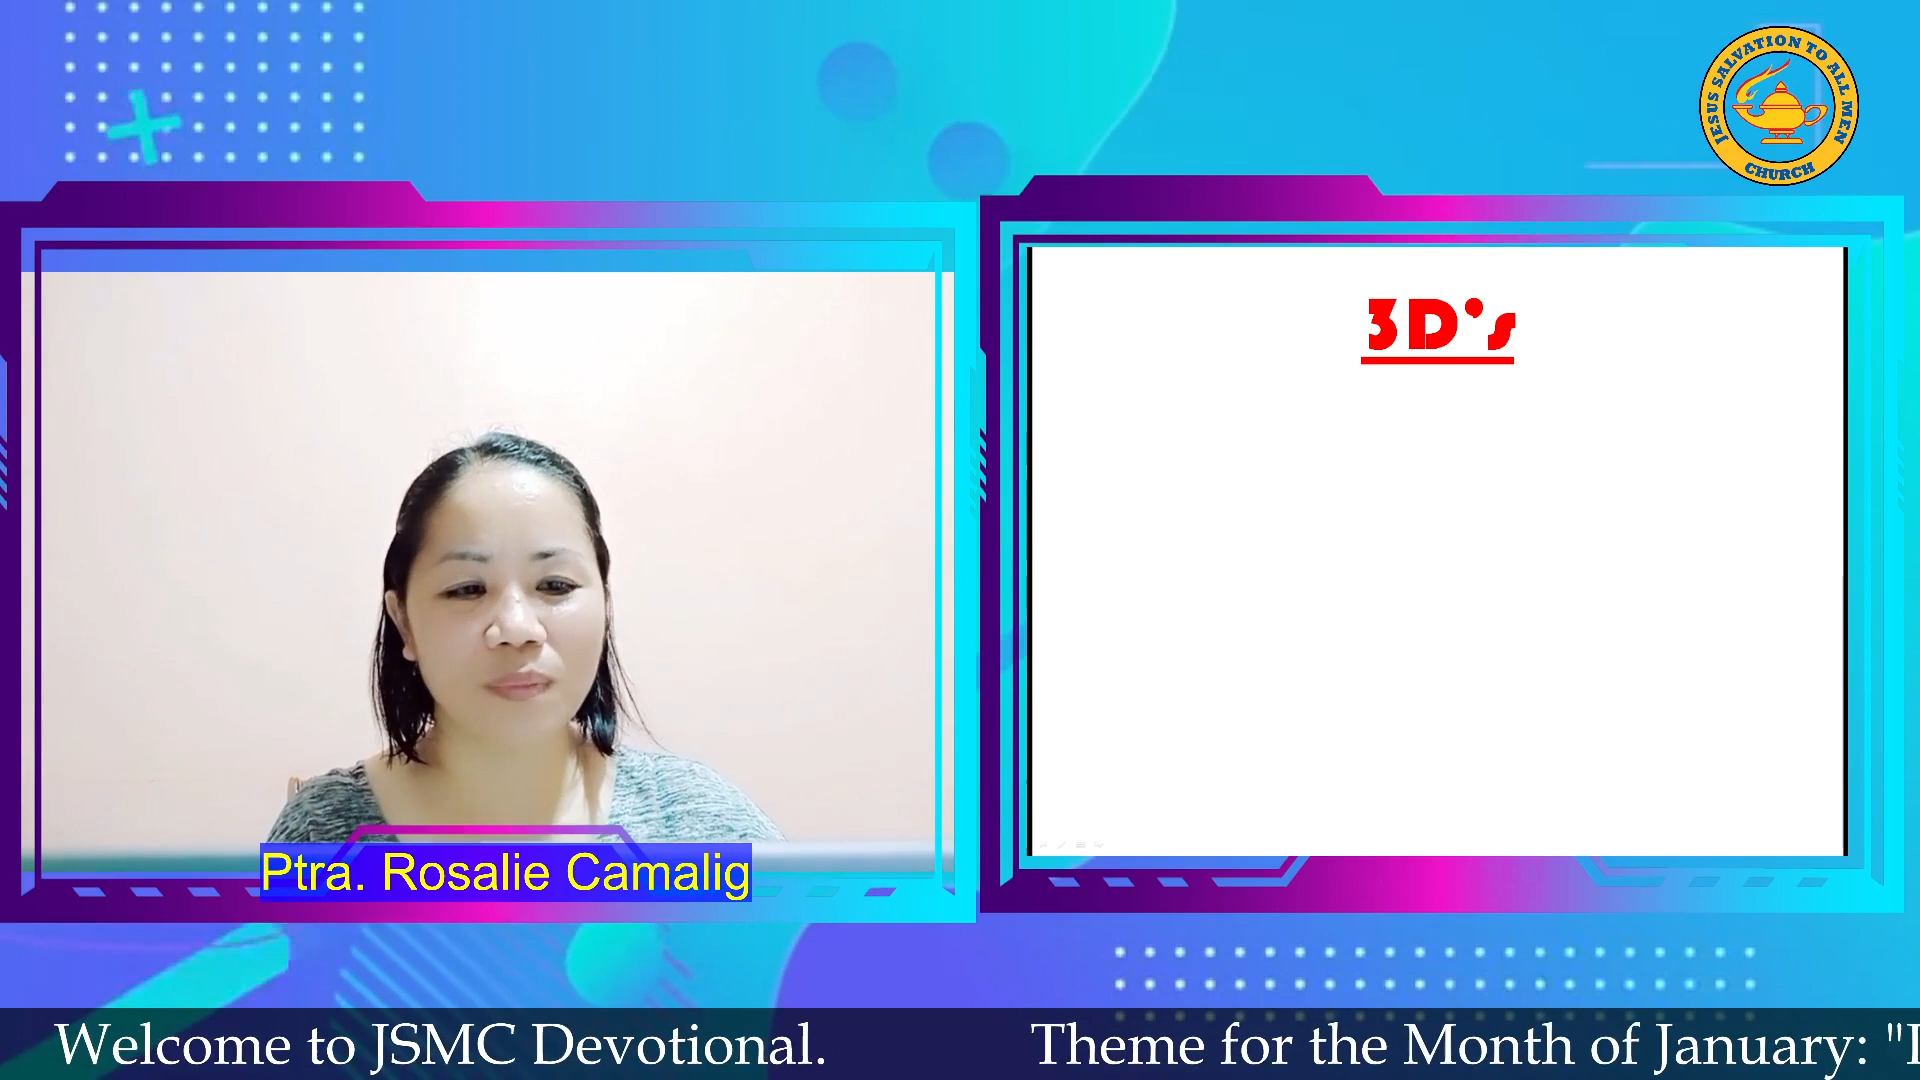 JESUS SALVATION TO ALL MEN
CHURCH
3D's
Ptra. Rosalie Camalig
Welcome to JSMC Devotional.
Theme for the Month of January: "